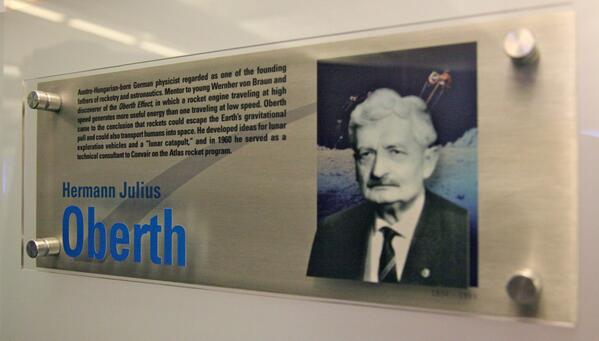 Austro-Hungarian-born German physicist regarded as one of the founding
fathers of rocketry and astronautics. Mentor to young Wernher von Braun and
discoverer of the Oberth Effect, in which a rocket engine traveling at high
speed generates more useful energy than one traveling at low speed. Oberth
came to the conclusion that rockets could escape the Earth's gravitational
pull and could also transport humans into space. He developed ideas for lunar
exploration vehicles and a "lunar catapult," and in 1960 he served as a
technical consultant to Convair on the Atlas rocket program.
Hermann Julius
Oberth